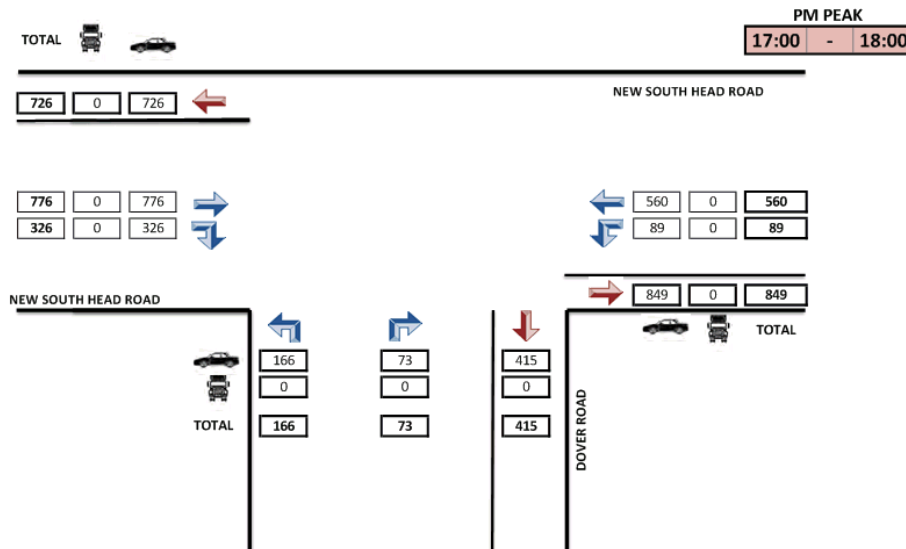 PM PEAK
TOTAL
17:00 - 18:00
NEW SOUTH HEAD ROAD
726 0 726
776 0 776
560 0 560
326 0 326
89 0 89
849 0 849
NEW SOUTH HEAD ROAD
TOTAL
166 73 415
0 0 0
TOTAL 166 73 415
DOVER ROAD